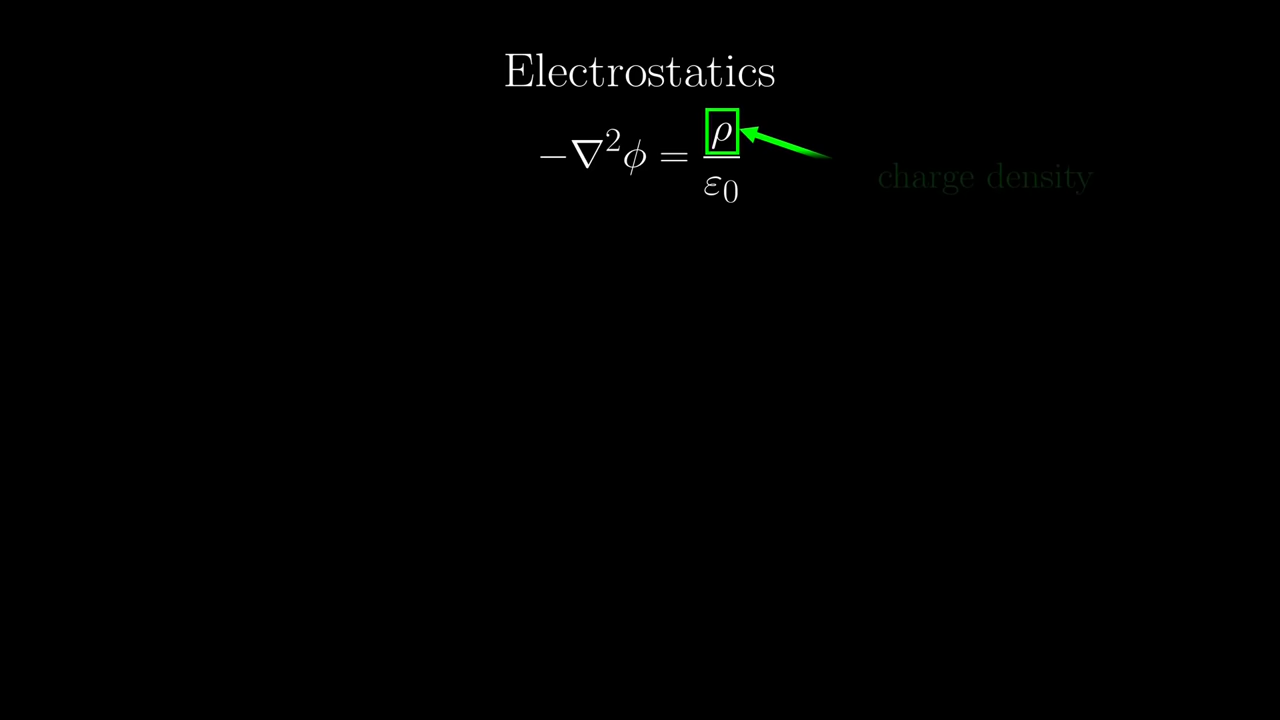 Electrostatics
−∇²φ = ρ/ε₀
charge density